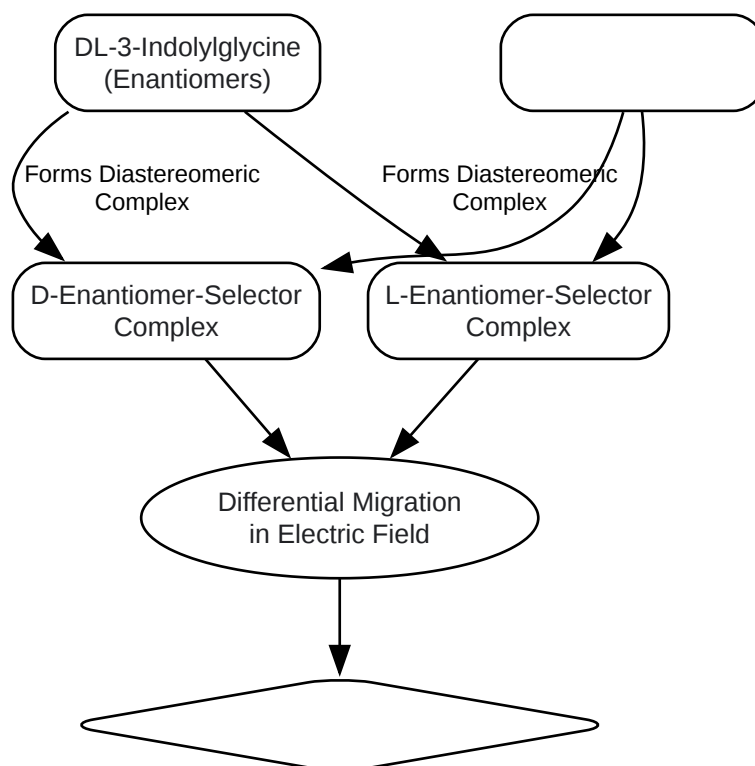 DL-3-Indolylglycine
(Enantiomers)
Forms Diastereomeric
Complex
Forms Diastereomeric
Complex
D-Enantiomer-Selector
Complex
L-Enantiomer-Selector
Complex
Differential Migration
in Electric Field